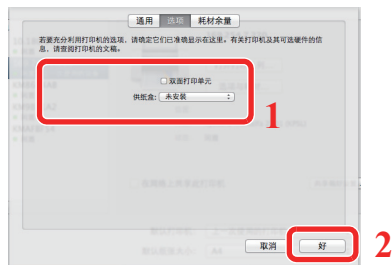 通用 选项 耗材余量
若要充分利用打印机的选项，请确定它们已准确显示在这里。有关打印机及其可选硬件的信
息，请查阅打印机的文稿。
双面打印单元
供纸盒： 未安装
1
取消 好
2
A4